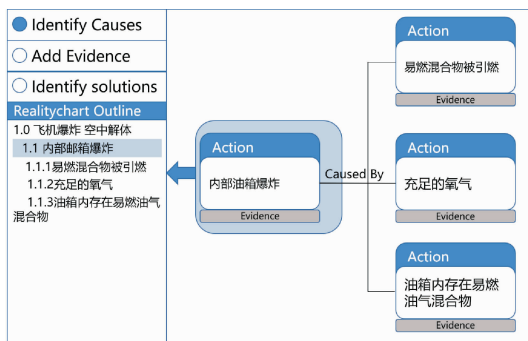 Identify Causes
Add Evidence
Identify solutions
Realitychart Outline
1.0 飞机爆炸 空中解体
1.1 内部邮箱爆炸
1.1.1易燃混合物被引燃
1.1.2充足的氧气
1.1.3油箱内存在易燃油气
混合物
Action
内部油箱爆炸
Evidence
Caused By
Action
易燃混合物被引燃
Evidence
Action
充足的氧气
Evidence
Action
油箱内存在易燃
油气混合物
Evidence